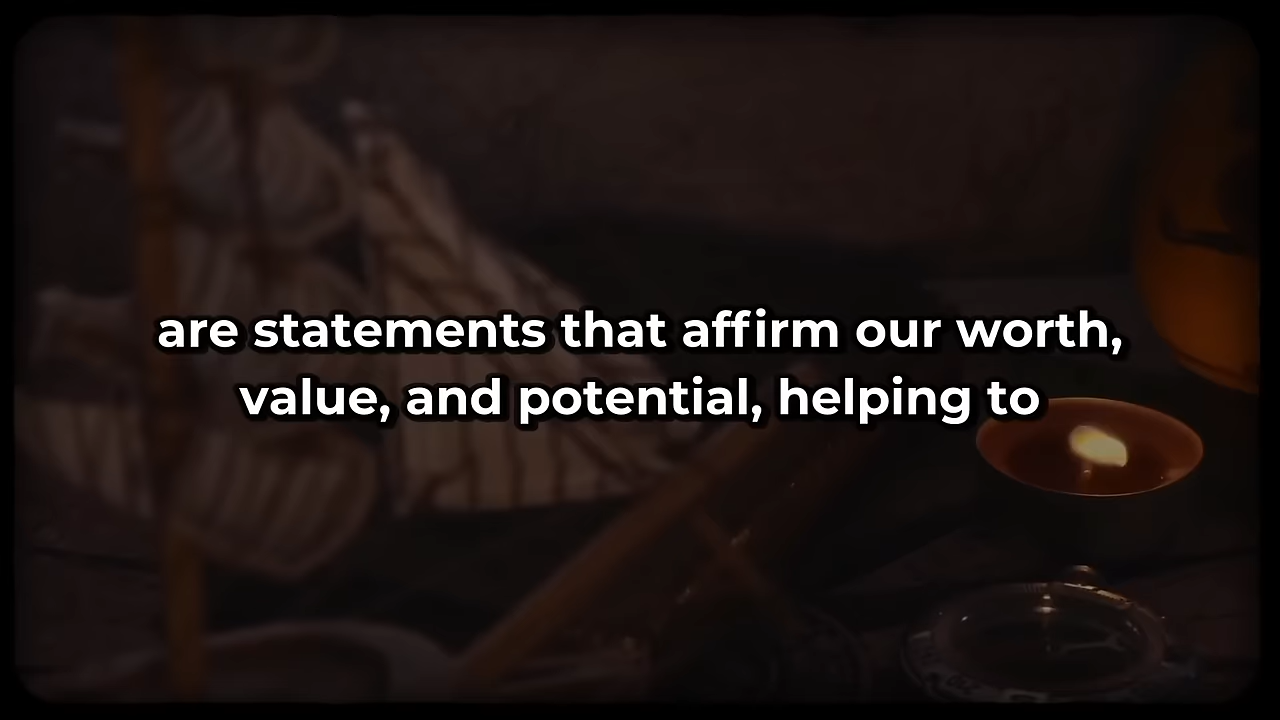 are statements that affirm our worth,
value, and potential, helping to